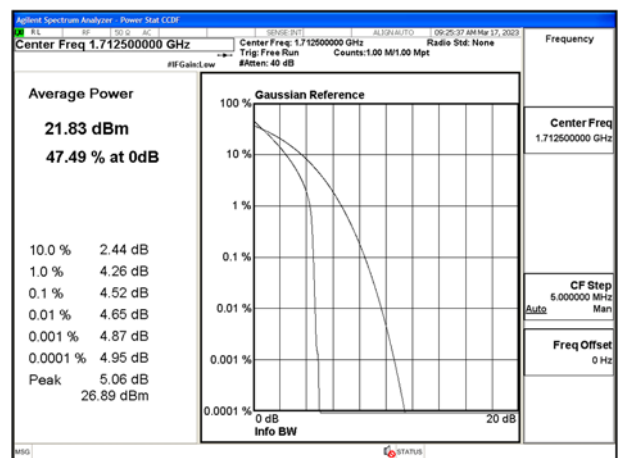 Agilent Spectrum Analyzer - Power Stat CCDF
RL RF 50 Ω AC SENSE:INT ALIGN AUTO 09:25:37 AM Mar 17, 2023
Center Freq 1.712500000 GHz
Center Freq: 1.712500000 GHz Radio Std: None
Trig: Free Run Counts:1.00 M/1.00 Mpt
#IFGain:Low #Atten: 40 dB
Frequency
Average Power
21.83 dBm
47.49 % at 0dB
10.0 % 2.44 dB
1.0 % 4.26 dB
0.1 % 4.52 dB
0.01 % 4.65 dB
0.001 % 4.87 dB
0.0001 % 4.95 dB
Peak 5.06 dB
26.89 dBm
Gaussian Reference
100 %
10 %
1 %
0.1 %
0.01 %
0.001 %
0.0001 %
0 dB 20 dB
Info BW
Center Freq
1.712500000 GHz
CF Step
5.000000 MHz
Auto Man
Freq Offset
0 Hz
MSG STATUS